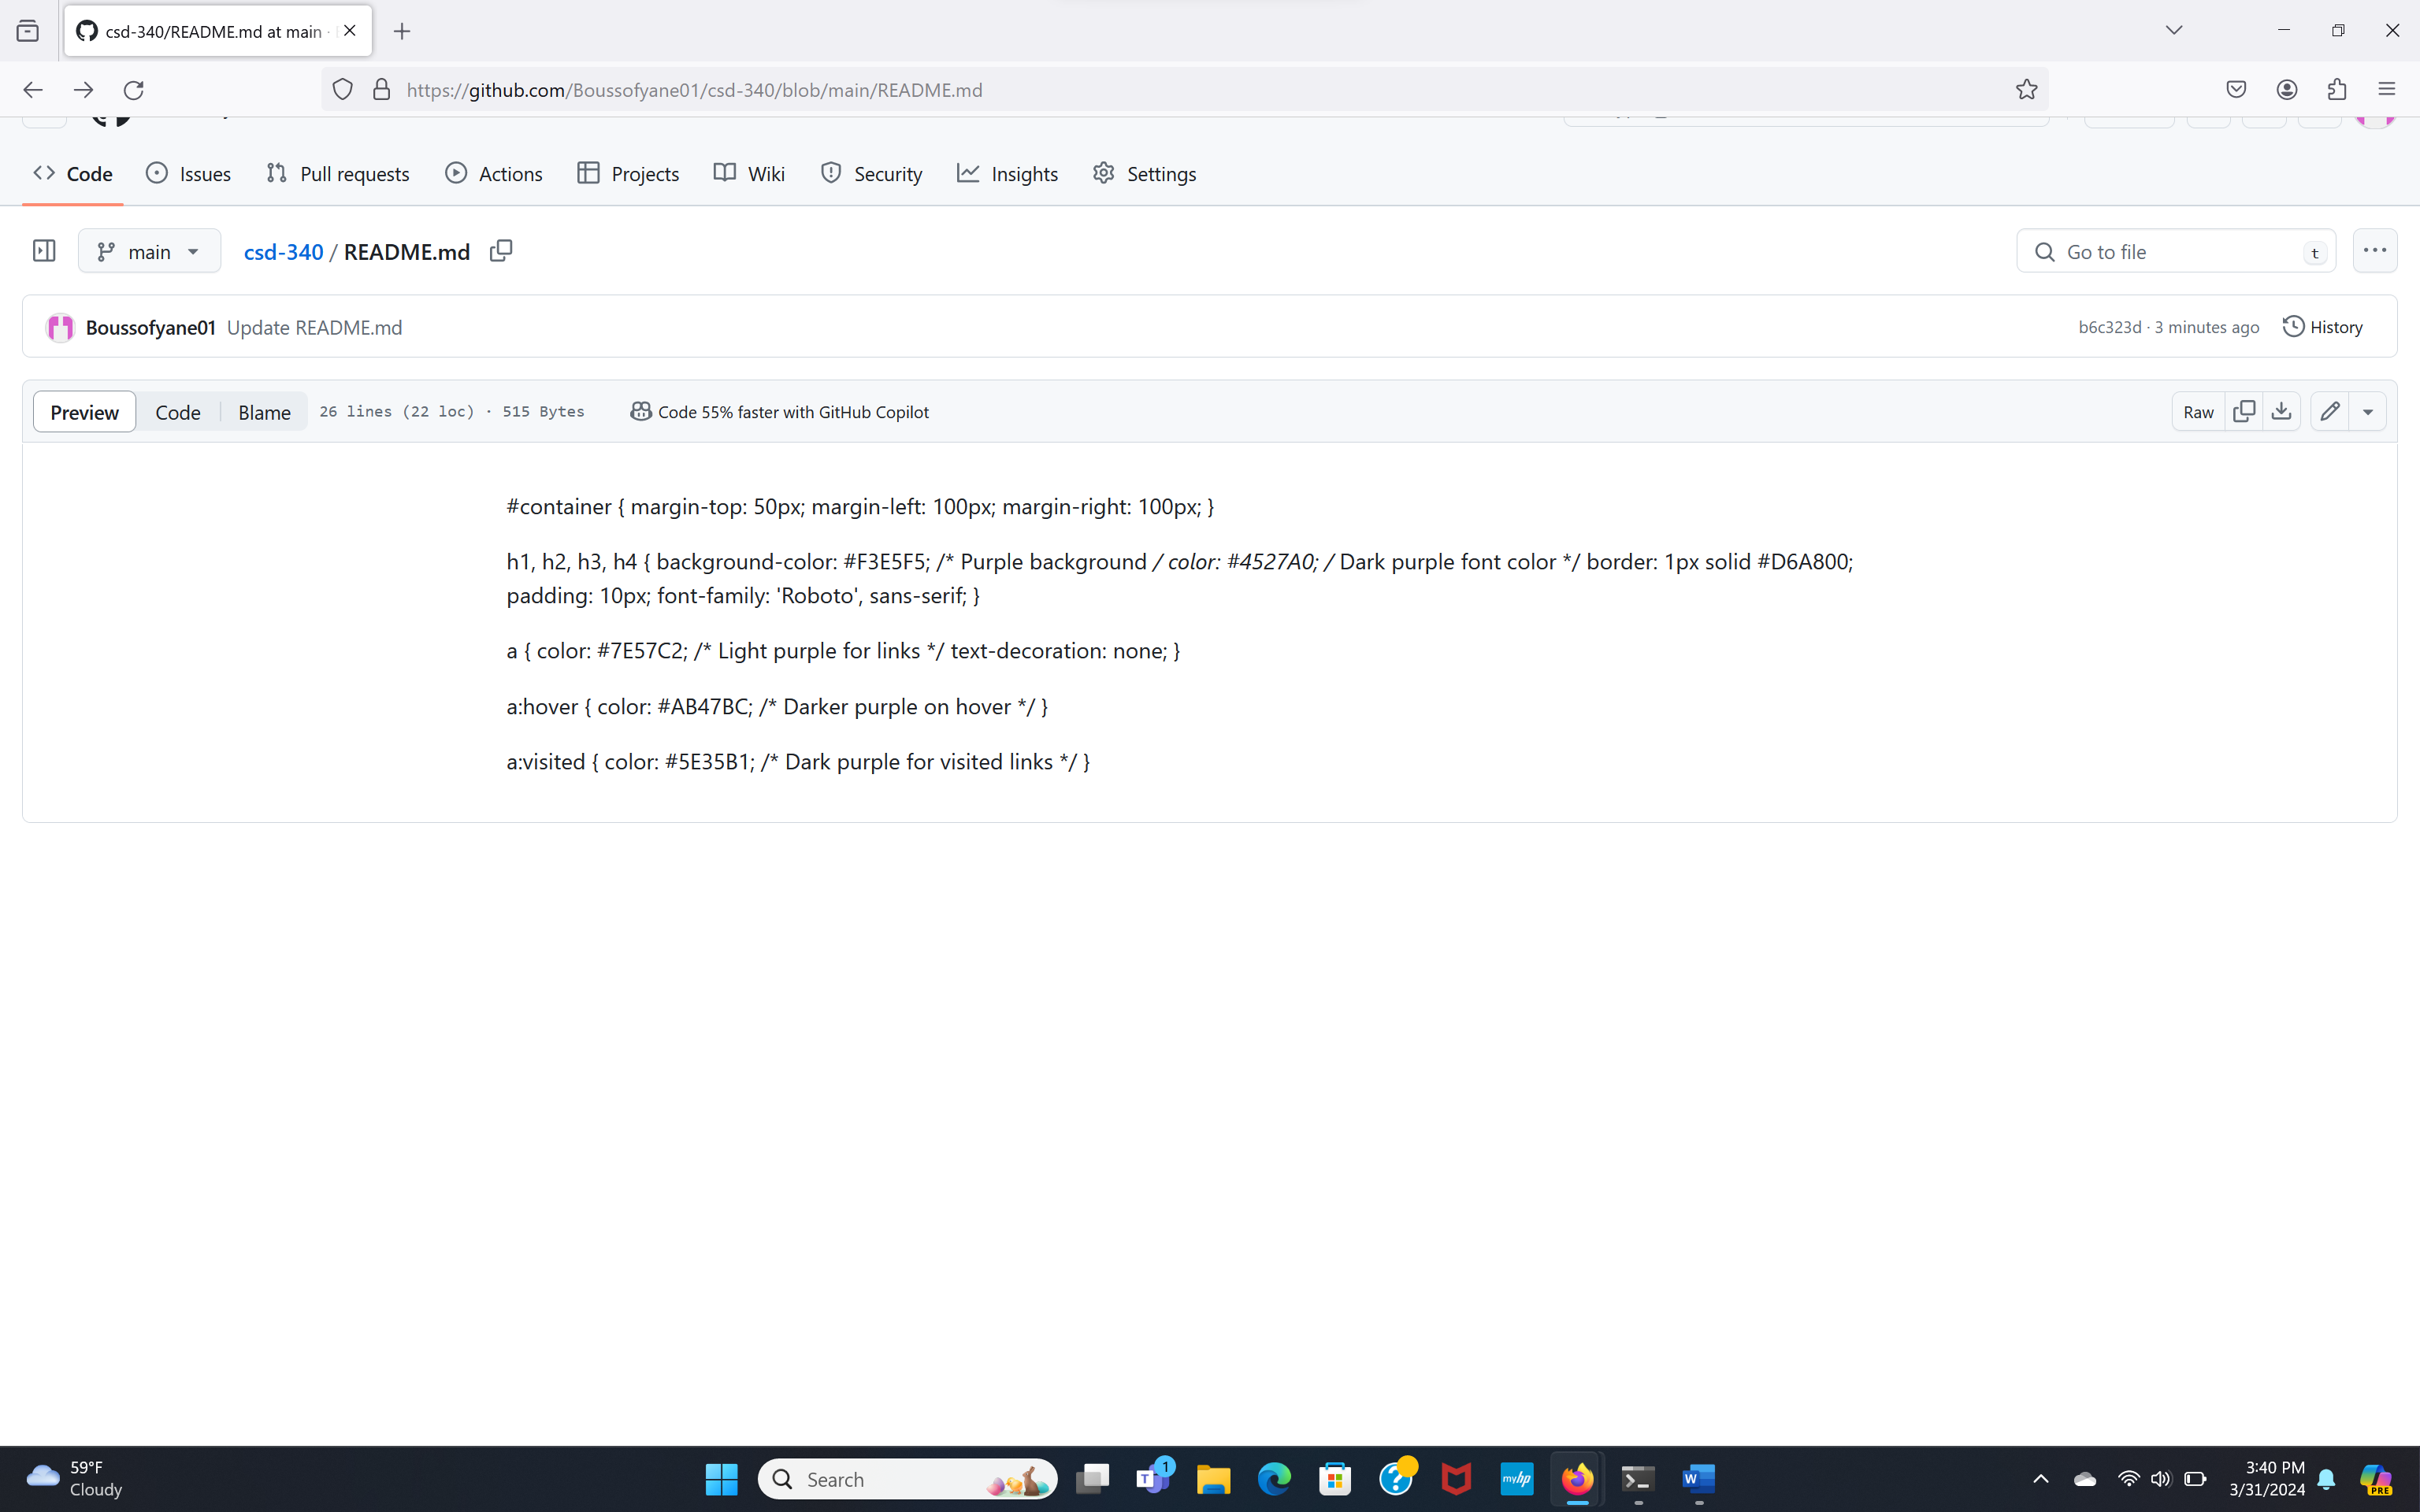 csd-340/README.md at main ·
https://github.com/Boussofyane01/csd-340/blob/main/README.md
Code
Issues
Pull requests
Actions
Projects
Wiki
Security
Insights
Settings
main
csd-340 / README.md
Go to file
t
Boussofyane01 Update README.md
b6c323d · 3 minutes ago
History
Preview
Code
Blame
26 lines (22 loc) · 515 Bytes
Code 55% faster with GitHub Copilot
Raw
#container { margin-top: 50px; margin-left: 100px; margin-right: 100px; }
h1, h2, h3, h4 { background-color: #F3E5F5; /* Purple background / color: #4527A0; / Dark purple font color */ border: 1px solid #D6A800;
padding: 10px; font-family: 'Roboto', sans-serif; }
a { color: #7E57C2; /* Light purple for links */ text-decoration: none; }
a:hover { color: #AB47BC; /* Darker purple on hover */ }
a:visited { color: #5E35B1; /* Dark purple for visited links */ }
59°F
Cloudy
Search
T
1
?
myhp
W
3:40 PM
3/31/2024
PRE